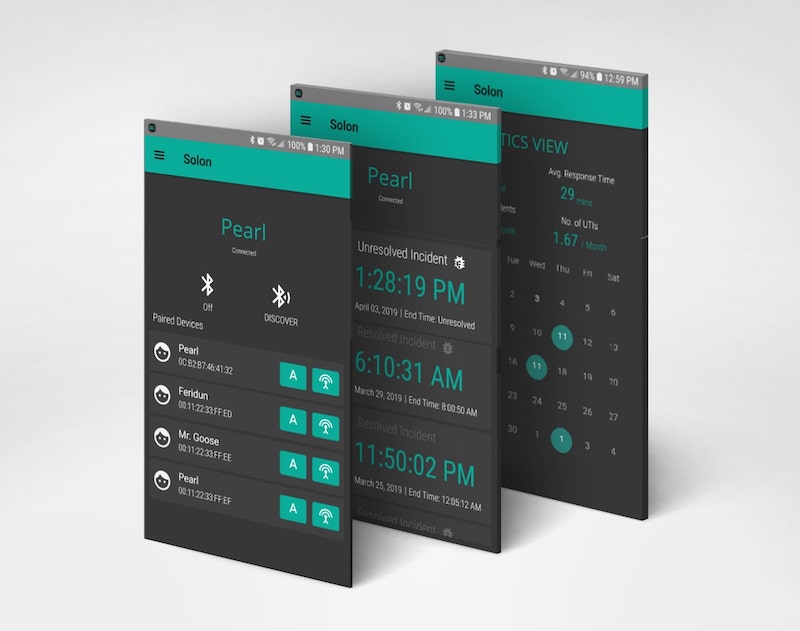 100% 1:30 PM
Solon
Pearl
Connected
Off
DISCOVER
Paired Devices
Pearl
0C:B2:B7:46:41:32
A
Feridun
00:11:22:33:FF:ED
A
Mr. Goose
00:11:22:33:FF:EE
A
Pearl
00:11:22:33:FF:EF
A
100% 1:33 PM
Solon
Pearl
Connected
Unresolved Incident
1:28:19 PM
April 03, 2019 | End Time: Unresolved
Resolved Incident
6:10:31 AM
March 29, 2019 | End Time: 8:00:50 AM
Resolved Incident
11:50:02 PM
March 25, 2019 | End Time: 12:05:12 AM
Resolved Incident
94% 12:59 PM
Solon
TICS VIEW
Avg. Response Time
29 mins
No. of UTIs
1.67 / Month
Tue Wed Thu Fri Sat
2 3 4 5 6
9 10 11 12 13
16 11 18 19 20
23 24 25 26 27
30 1 1 3 4